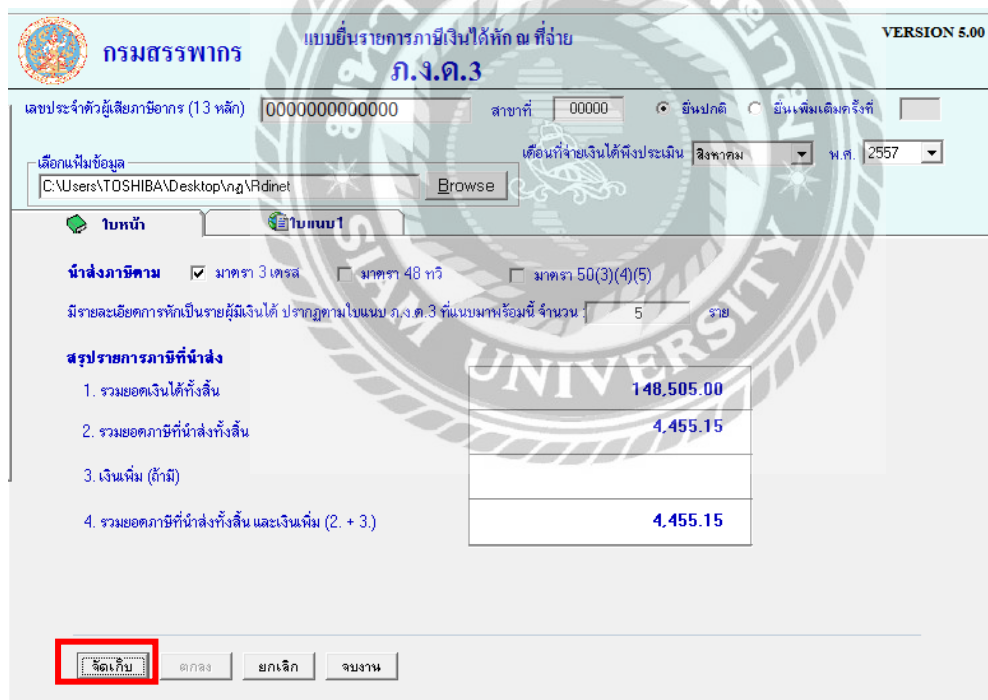 กรมสรรพากร
แบบยื่นรายการภาษีเงินได้หัก ณ ที่จ่าย
ภ.ง.ด.3
VERSION 5.00
เลขประจำตัวผู้เสียภาษีอากร (13 หลัก) 0000000000000 สาขาที่ 00000 ยื่นปกติ ยื่นเพิ่มเติมครั้งที่
เดือนที่จ่ายเงินได้พึงประเมิน สิงหาคม พ.ศ. 2557
เลือกแฟ้มข้อมูล
C:\Users\TOSHIBA\Desktop\กฎ\Rdinet Browse
ใบหน้า ใบแนบ1
นำส่งภาษีตาม มาตรา 3 เตรส มาตรา 48 ทวิ มาตรา 50(3)(4)(5)
มีรายละเอียดการหักเป็นรายผู้มีเงินได้ ปรากฏตามใบแนบ ภ.ง.ด.3 ที่แนบมาพร้อมนี้ จำนวน : 5 ราย
สรุปรายการภาษีที่นำส่ง
1. รวมยอดเงินได้ทั้งสิ้น 148,505.00
2. รวมยอดภาษีที่นำส่งทั้งสิ้น 4,455.15
3. เงินเพิ่ม (ถ้ามี)
4. รวมยอดภาษีที่นำส่งทั้งสิ้น และเงินเพิ่ม (2. + 3.) 4,455.15
จัดเก็บ ตกลง ยกเลิก จบงาน
SIAM UNIVERSITY